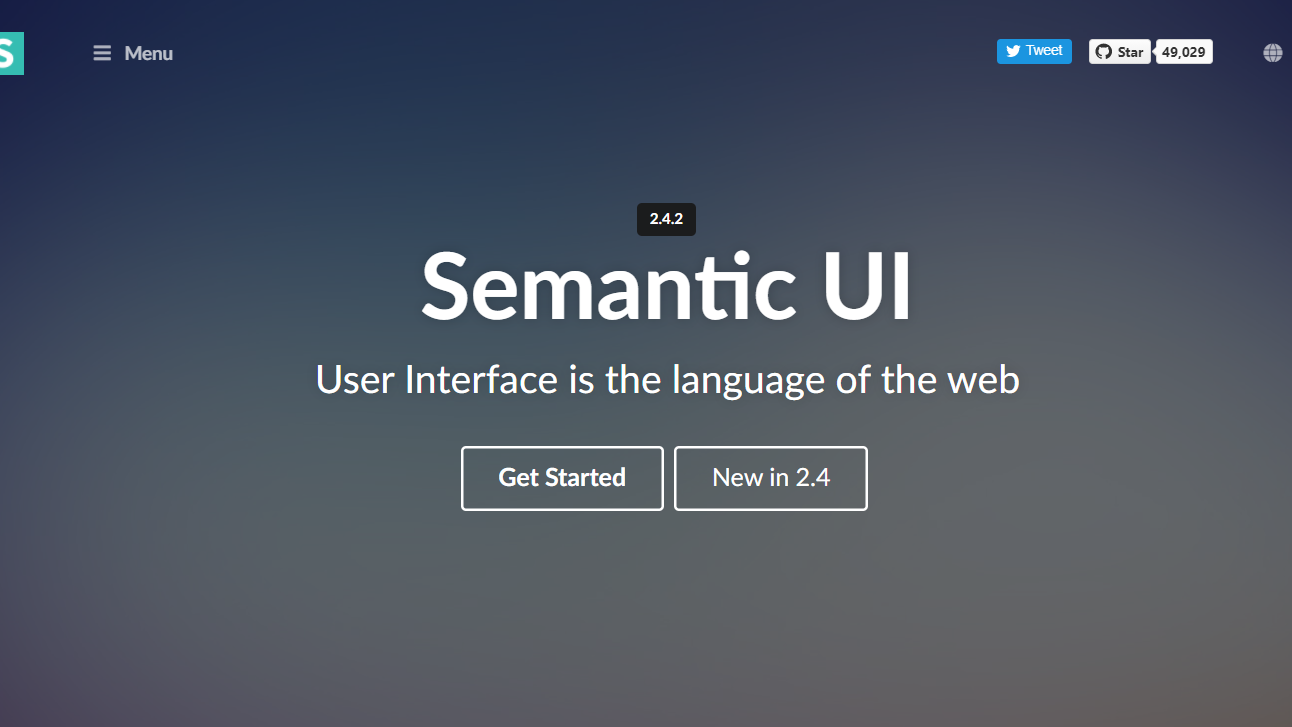 S
Menu
Tweet
Star
49,029
2.4.2
Semantic UI
User Interface is the language of the web
Get Started
New in 2.4